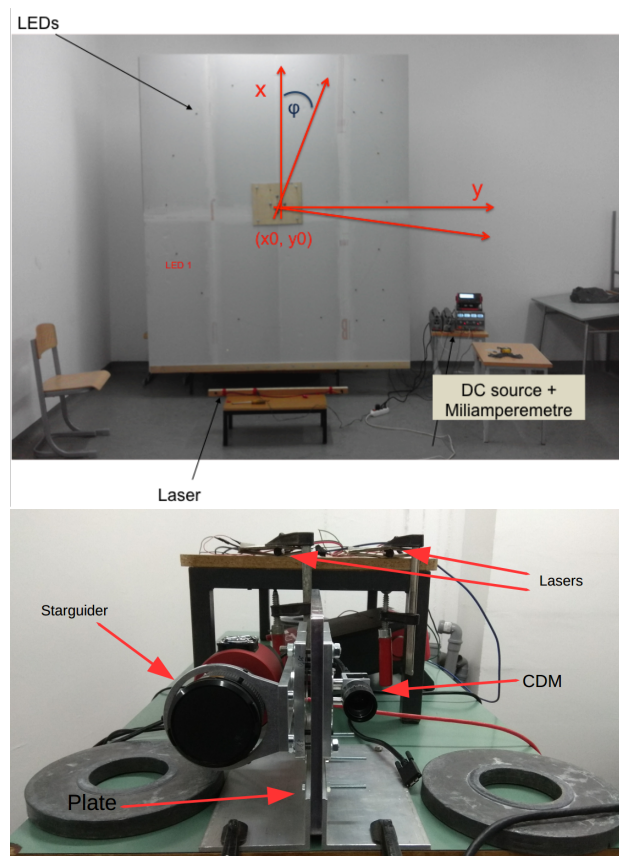 LEDs
x
φ
y
(x0, y0)
LED 1
DC source +
Miliamperemetre
Laser
Lasers
Starguider
CDM
Plate